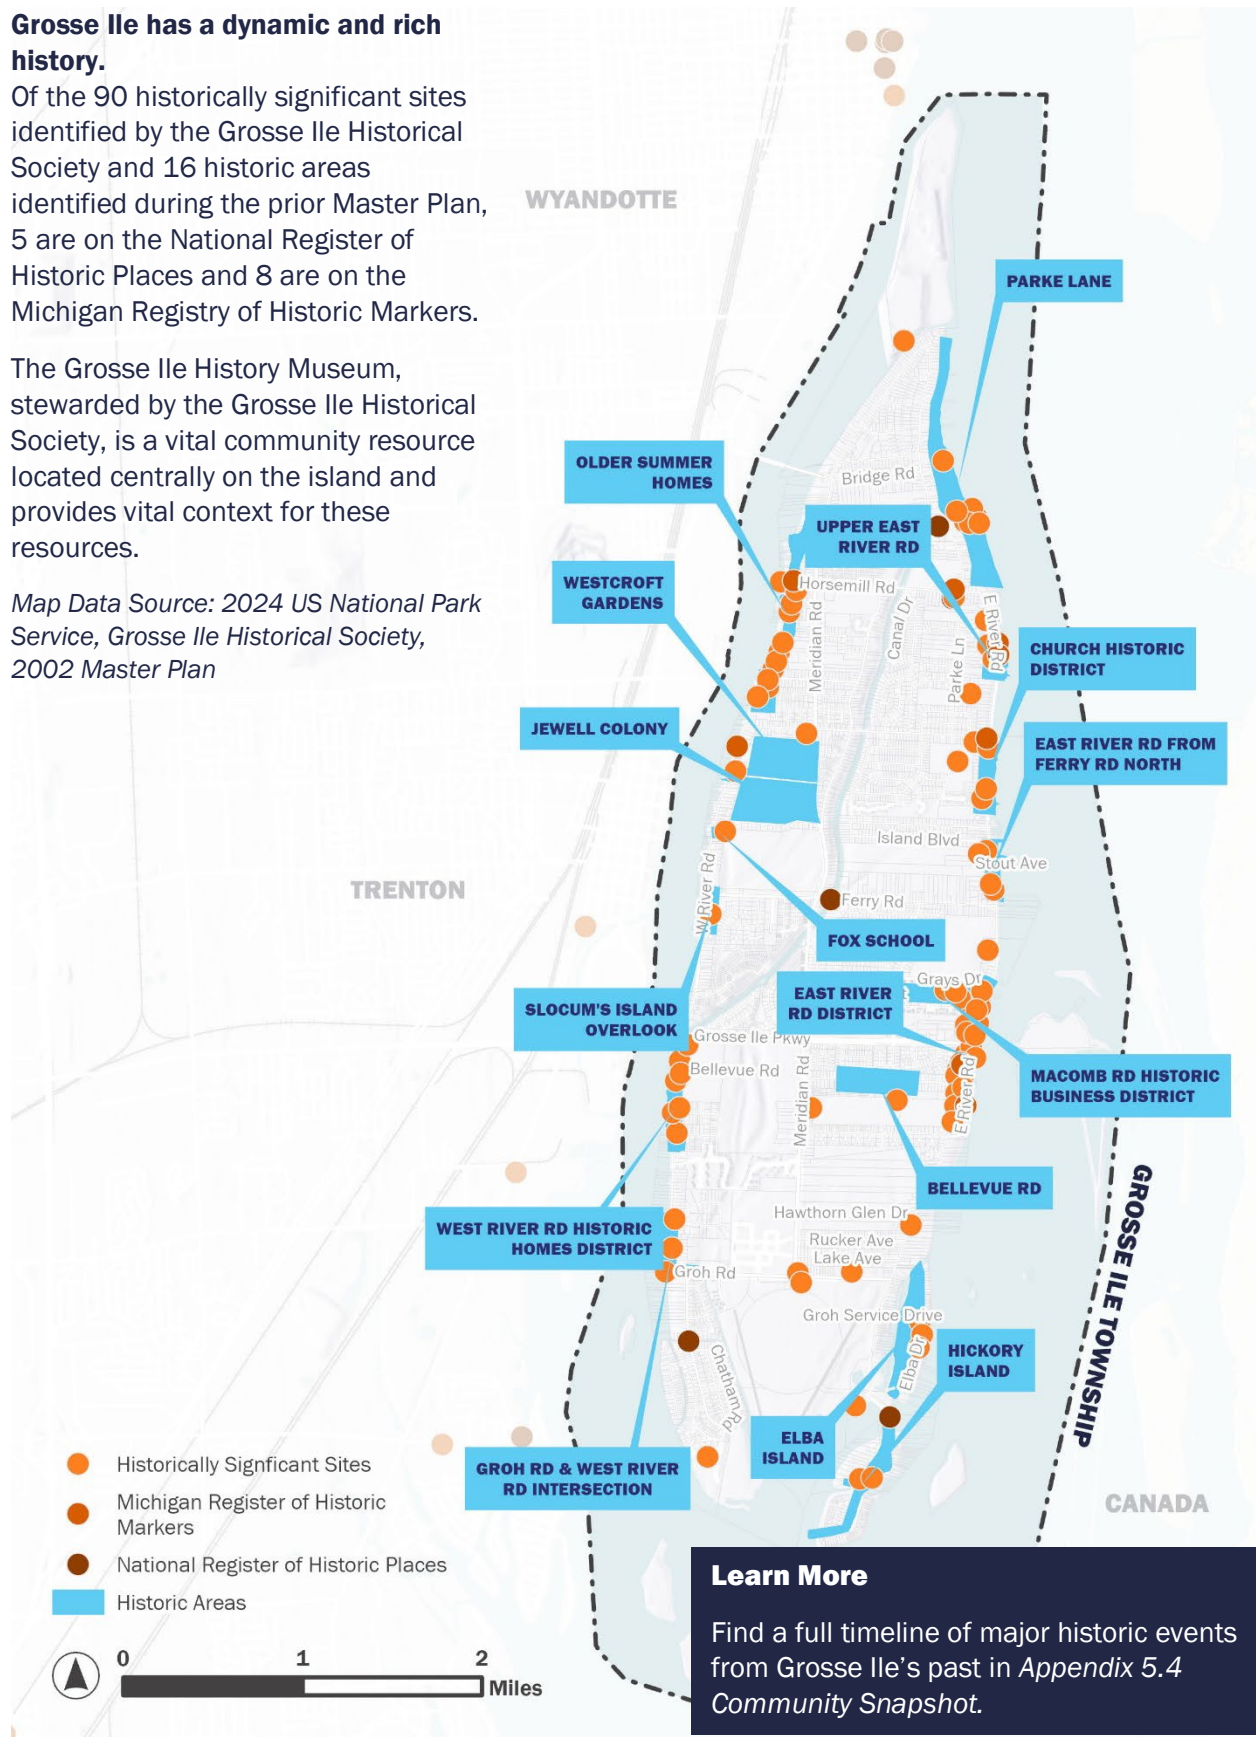 Grosse Ile has a dynamic and rich
history.
Of the 90 historically significant sites
identified by the Grosse Ile Historical
Society and 16 historic areas
identified during the prior Master Plan,
5 are on the National Register of
Historic Places and 8 are on the
Michigan Registry of Historic Markers.
The Grosse Ile History Museum,
stewarded by the Grosse Ile Historical
Society, is a vital community resource
located centrally on the island and
provides vital context for these
resources.
Map Data Source: 2024 US National Park
Service, Grosse Ile Historical Society,
2002 Master Plan
WYANDOTTE
PARKE LANE
OLDER SUMMER
HOMES
Bridge Rd
UPPER EAST
RIVER RD
WESTCROFT
GARDENS
Horsemill Rd
Meridian Rd
Canal Dr
E River Rd
Parke Ln
CHURCH HISTORIC
DISTRICT
JEWELL COLONY
EAST RIVER RD FROM
FERRY RD NORTH
Island Blvd
Stout Ave
TRENTON
W River Rd
Ferry Rd
FOX SCHOOL
Grays Dr
EAST RIVER
RD DISTRICT
SLOCUM'S ISLAND
OVERLOOK
Grosse Ile Pkwy
Bellevue Rd
Meridian Rd
E River Rd
MACOMB RD HISTORIC
BUSINESS DISTRICT
BELLEVUE RD
GROSSE ILE TOWNSHIP
Hawthorn Glen Dr
WEST RIVER RD HISTORIC
HOMES DISTRICT
Rucker Ave
Lake Ave
Groh Rd
Groh Service Drive
Chatham Rd
Elba Dr
HICKORY
ISLAND
ELBA
ISLAND
GROH RD & WEST RIVER
RD INTERSECTION
CANADA
Historically Signficant Sites
Michigan Register of Historic
Markers
National Register of Historic Places
Historic Areas
0 1 2
Miles
Learn More
Find a full timeline of major historic events
from Grosse Ile's past in Appendix 5.4
Community Snapshot.